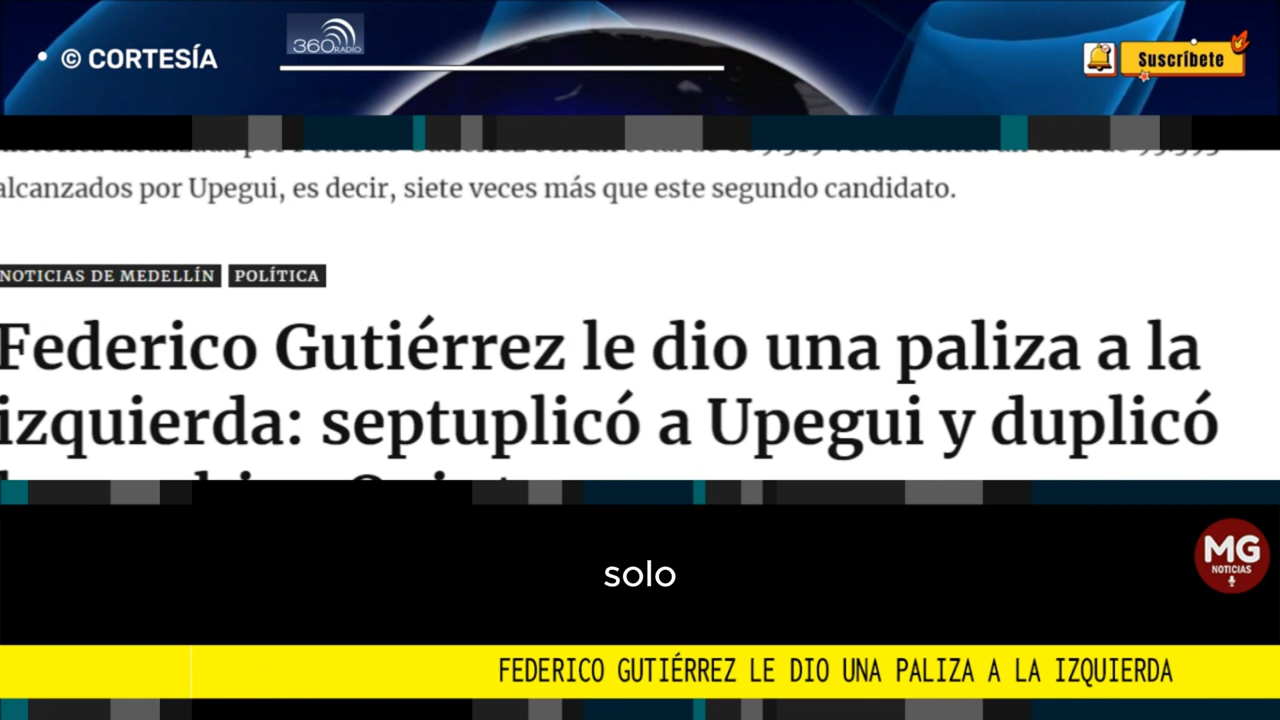 © CORTESÍA
360RADIO
Suscríbete
alcanzados por Upegui, es decir, siete veces más que este segundo candidato.
NOTICIAS DE MEDELLÍN POLÍTICA
Federico Gutiérrez le dio una paliza a la
izquierda: septuplicó a Upegui y duplicó
solo
MG
NOTICIAS
FEDERICO GUTIÉRREZ LE DIO UNA PALIZA A LA IZQUIERDA